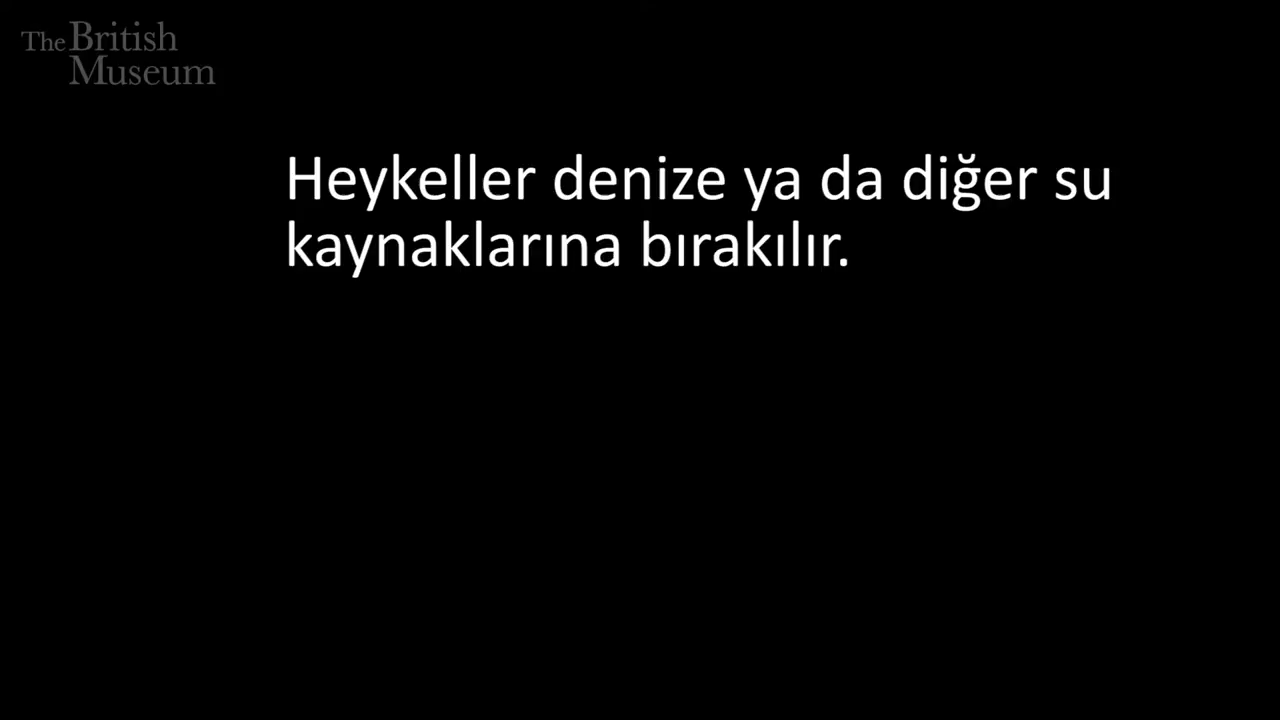 The British
Museum
Heykeller denize ya da diğer su
kaynaklarına bırakılır.